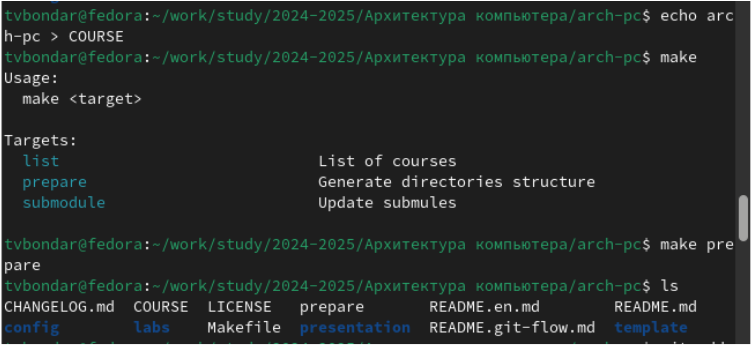 tvbondar@fedora:~/work/study/2024-2025/Архитектура компьютера/arch-pc$ echo arc
h-pc > COURSE
tvbondar@fedora:~/work/study/2024-2025/Архитектура компьютера/arch-pc$ make
Usage:
  make <target>

Targets:
  list                            List of courses
  prepare                         Generate directories structure
  submodule                       Update submules

tvbondar@fedora:~/work/study/2024-2025/Архитектура компьютера/arch-pc$ make pre
pare
tvbondar@fedora:~/work/study/2024-2025/Архитектура компьютера/arch-pc$ ls
CHANGELOG.md  COURSE  LICENSE   prepare       README.en.md        README.md
config        labs    Makefile  presentation  README.git-flow.md  template